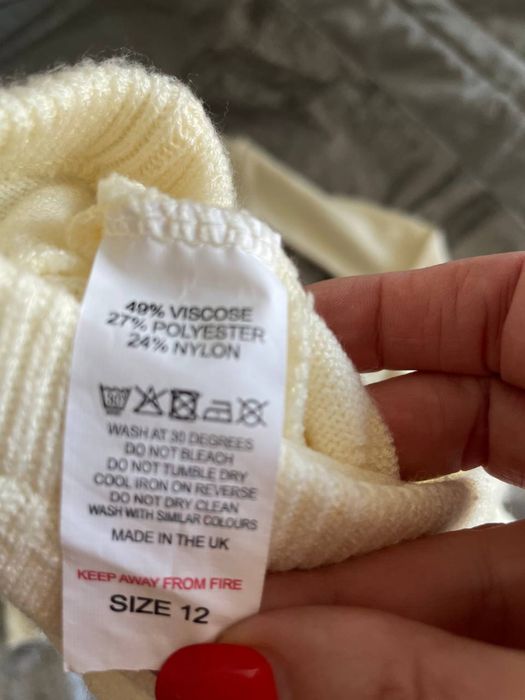 49% VISCOSE
27% POLYESTER
24% NYLON
30
WASH AT 30 DEGREES
DO NOT BLEACH
DO NOT TUMBLE DRY
COOL IRON ON REVERSE
DO NOT DRY CLEAN
WASH WITH SIMILAR COLOURS
MADE IN THE UK
KEEP AWAY FROM FIRE
SIZE 12